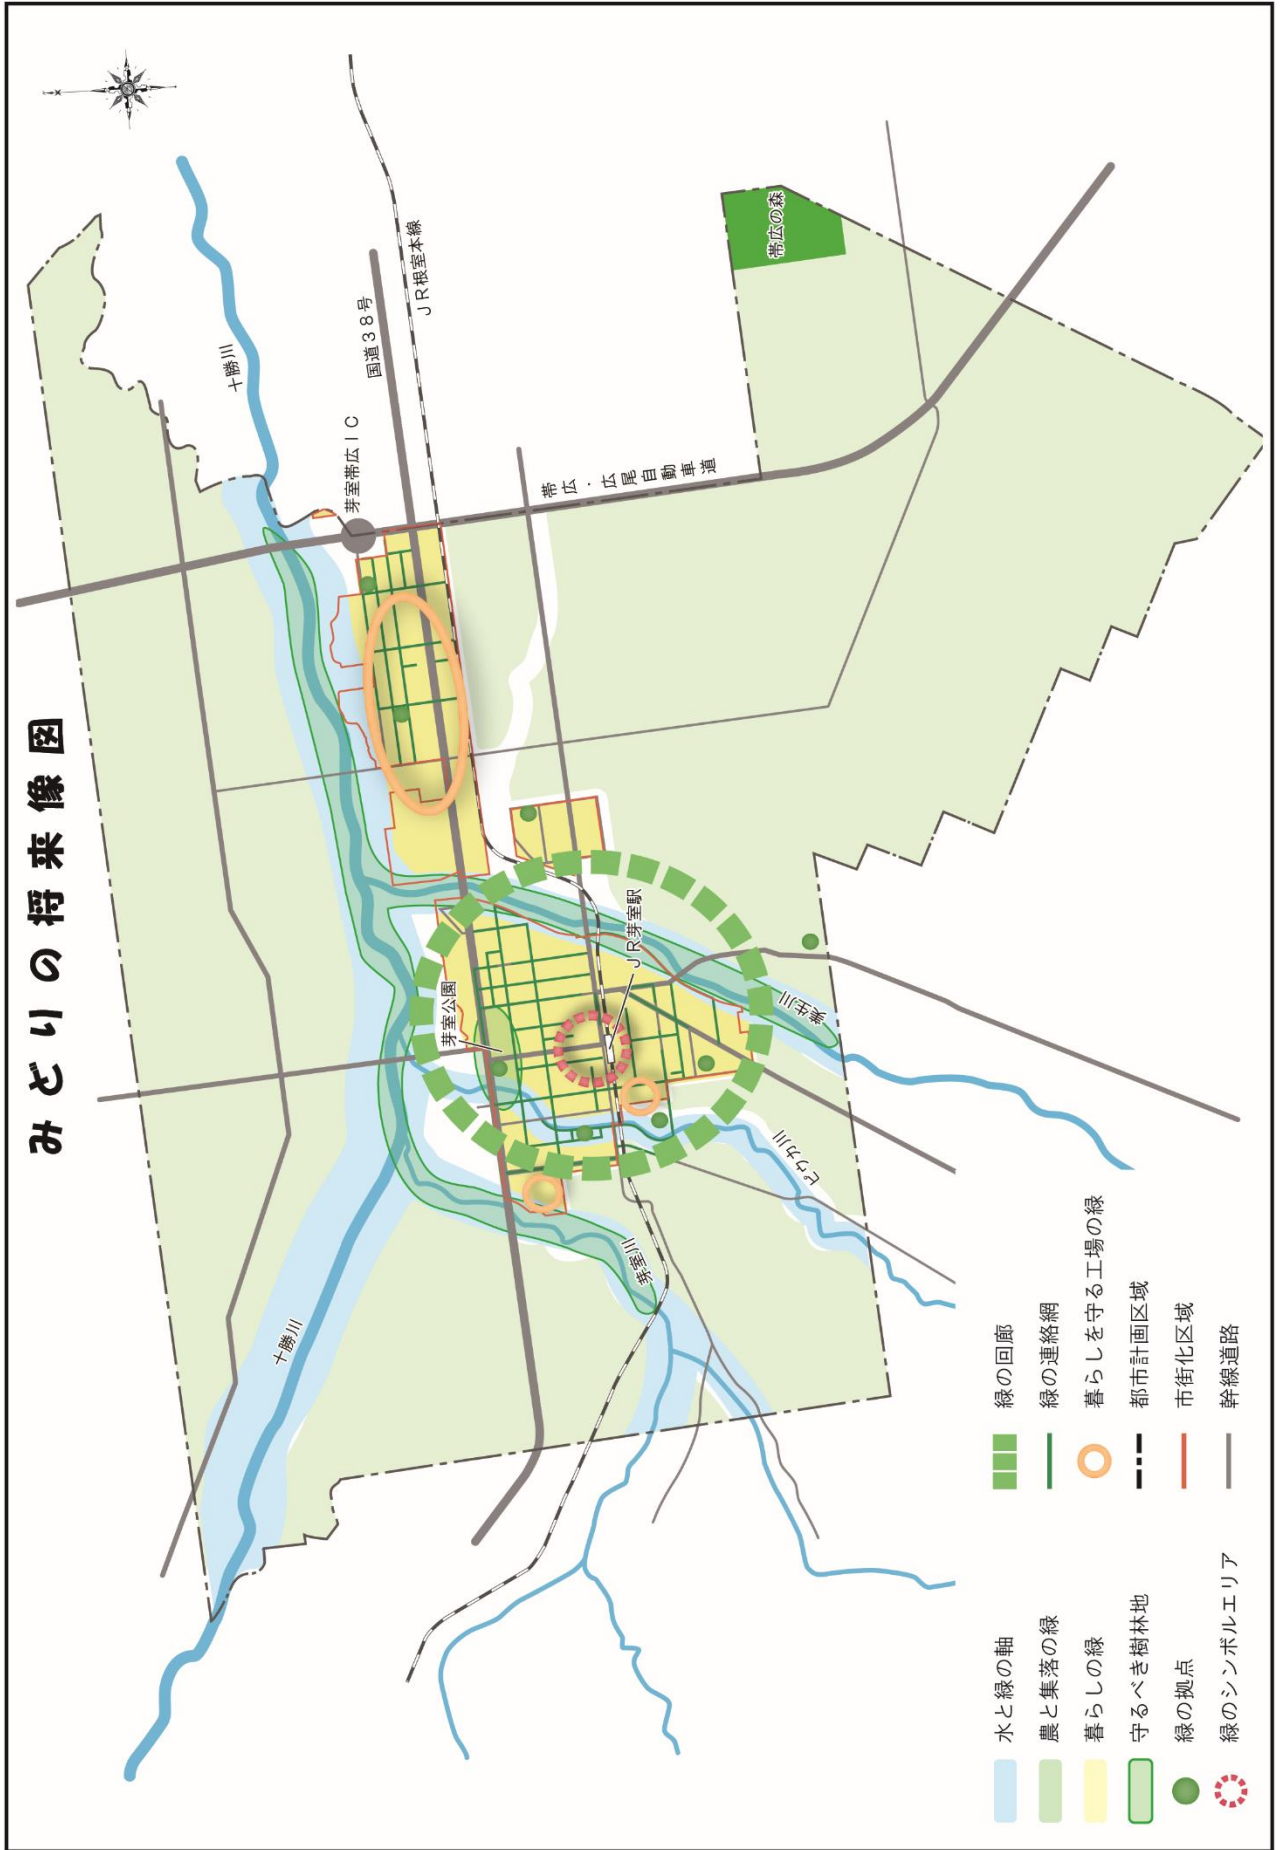 みどりの将来像図
N
十勝川
十勝川
芽室帯広IC
国道38号
JR根室本線
帯広・広尾自動車道
帯広の森
芽室公園
JR芽室駅
美生川
ピウカ川
芽室川
水と緑の軸
農と集落の緑
暮らしの緑
守るべき樹林地
緑の拠点
緑のシンボルエリア
緑の回廊
緑の連絡網
暮らしを守る工場の緑
都市計画区域
市街化区域
幹線道路